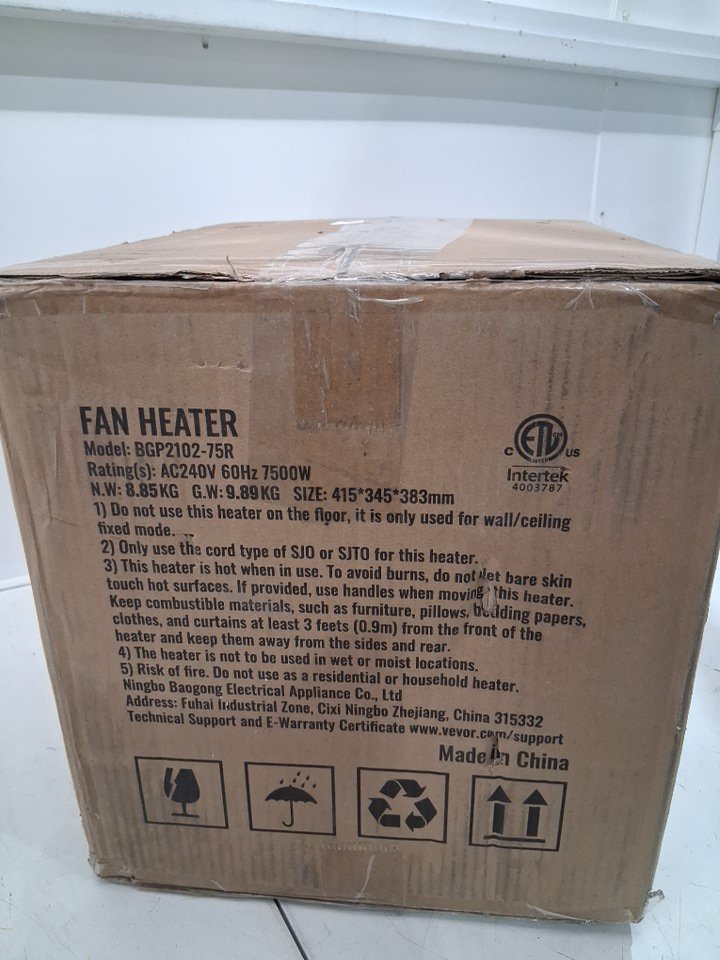 FAN HEATER
Model: BGP2102-75R
Rating(s): AC240V 60Hz 7500W
N.W: 8.85KG G.W: 9.89KG SIZE: 415*345*383mm
1) Do not use this heater on the floor, it is only used for wall/ceiling
fixed mode.
2) Only use the cord type of SJO or SJTO for this heater.
3) This heater is hot when in use. To avoid burns, do not let bare skin
touch hot surfaces. If provided, use handles when moving this heater.
Keep combustible materials, such as furniture, pillows, bedding papers,
clothes, and curtains at least 3 feets (0.9m) from the front of the
heater and keep them away from the sides and rear.
4) The heater is not to be used in wet or moist locations.
5) Risk of fire. Do not use as a residential or household heater.
Ningbo Baogong Electrical Appliance Co., Ltd
Address: Fuhai Industrial Zone, Cixi Ningbo Zhejiang, China 315332
Technical Support and E-Warranty Certificate www.vevor.com/support
Made in China
C ETL US
Intertek
4003787